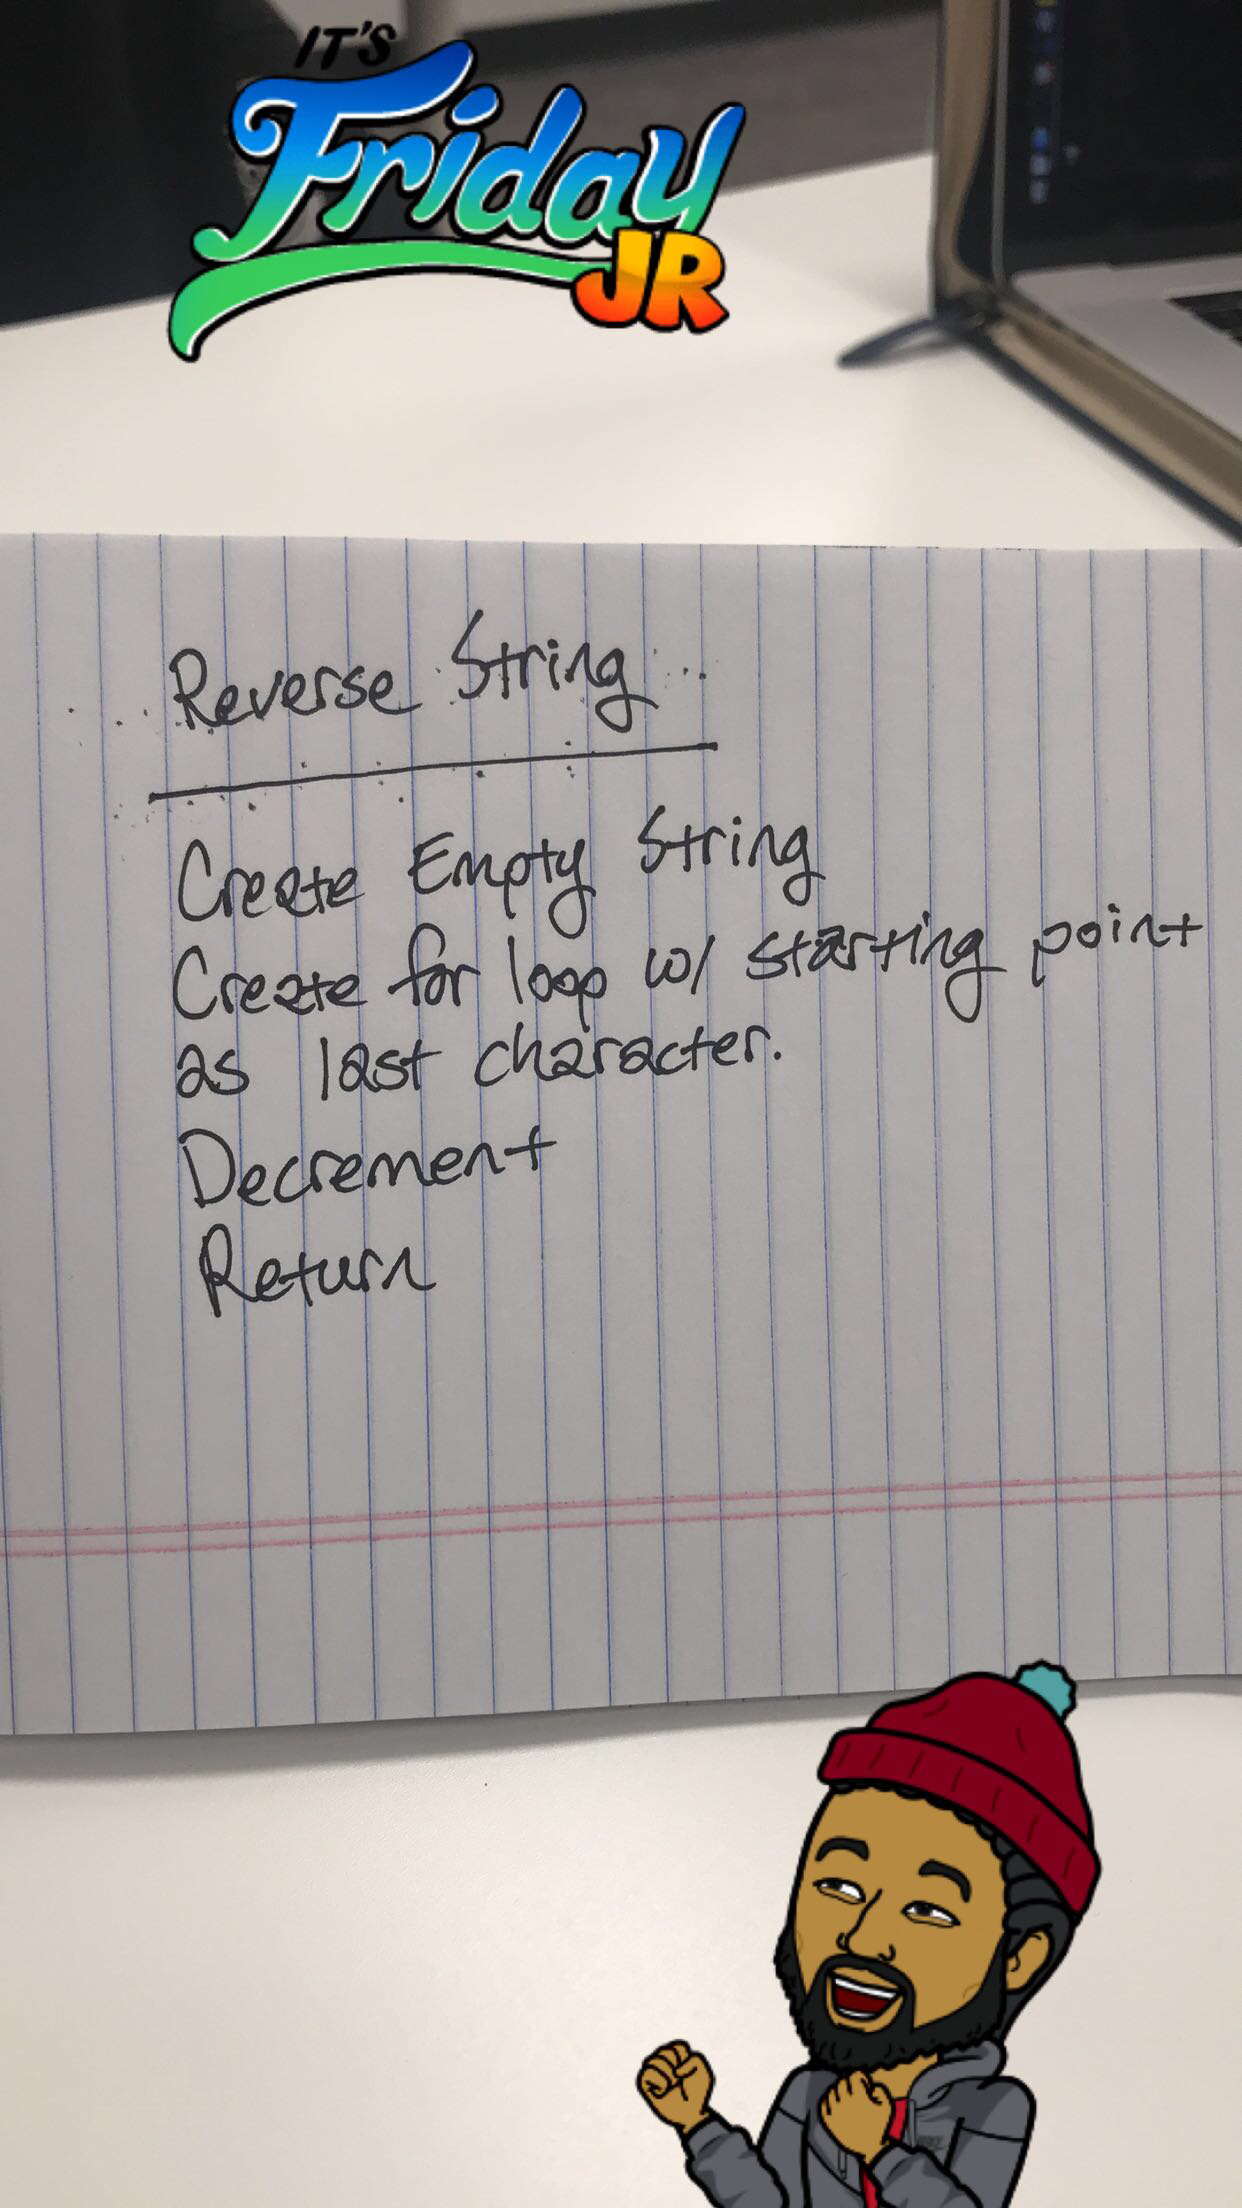 IT'S
Friday
JR
Reverse String
Create Empty String
Create for loop w/ starting point
as last character.
Decrement
Return